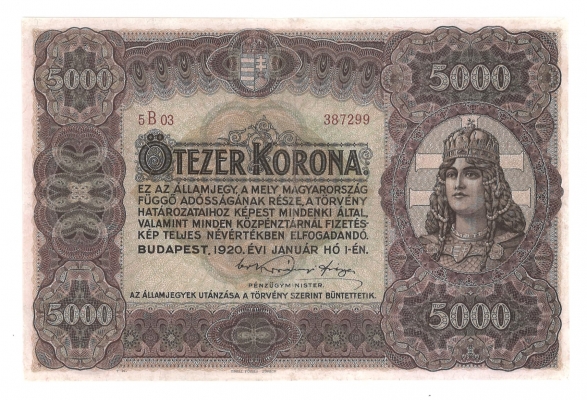 5000
5000
5 B 03
387299
ÖTEZER KORONA.
EZ AZ ÁLLAMJEGY, A MELY MAGYARORSZÁG
FÜGGŐ ADÓSSÁGÁNAK RÉSZE, A TÖRVÉNY
HATÁROZATAIHOZ KÉPEST MINDENKI ÁLTAL,
VALAMINT MINDEN KÖZPÉNZTÁRNÁL FIZETÉS-
KÉP TELJES NÉVÉRTÉKBEN ELFOGADANDÓ.
BUDAPEST, 1920. ÉVI JANUÁR HÓ 1-ÉN.
PÉNZÜGYMINISTER.
AZ ÁLLAMJEGYEK UTÁNZÁSA A TÖRVÉNY SZERINT BÜNTETTETIK.
5000
5000